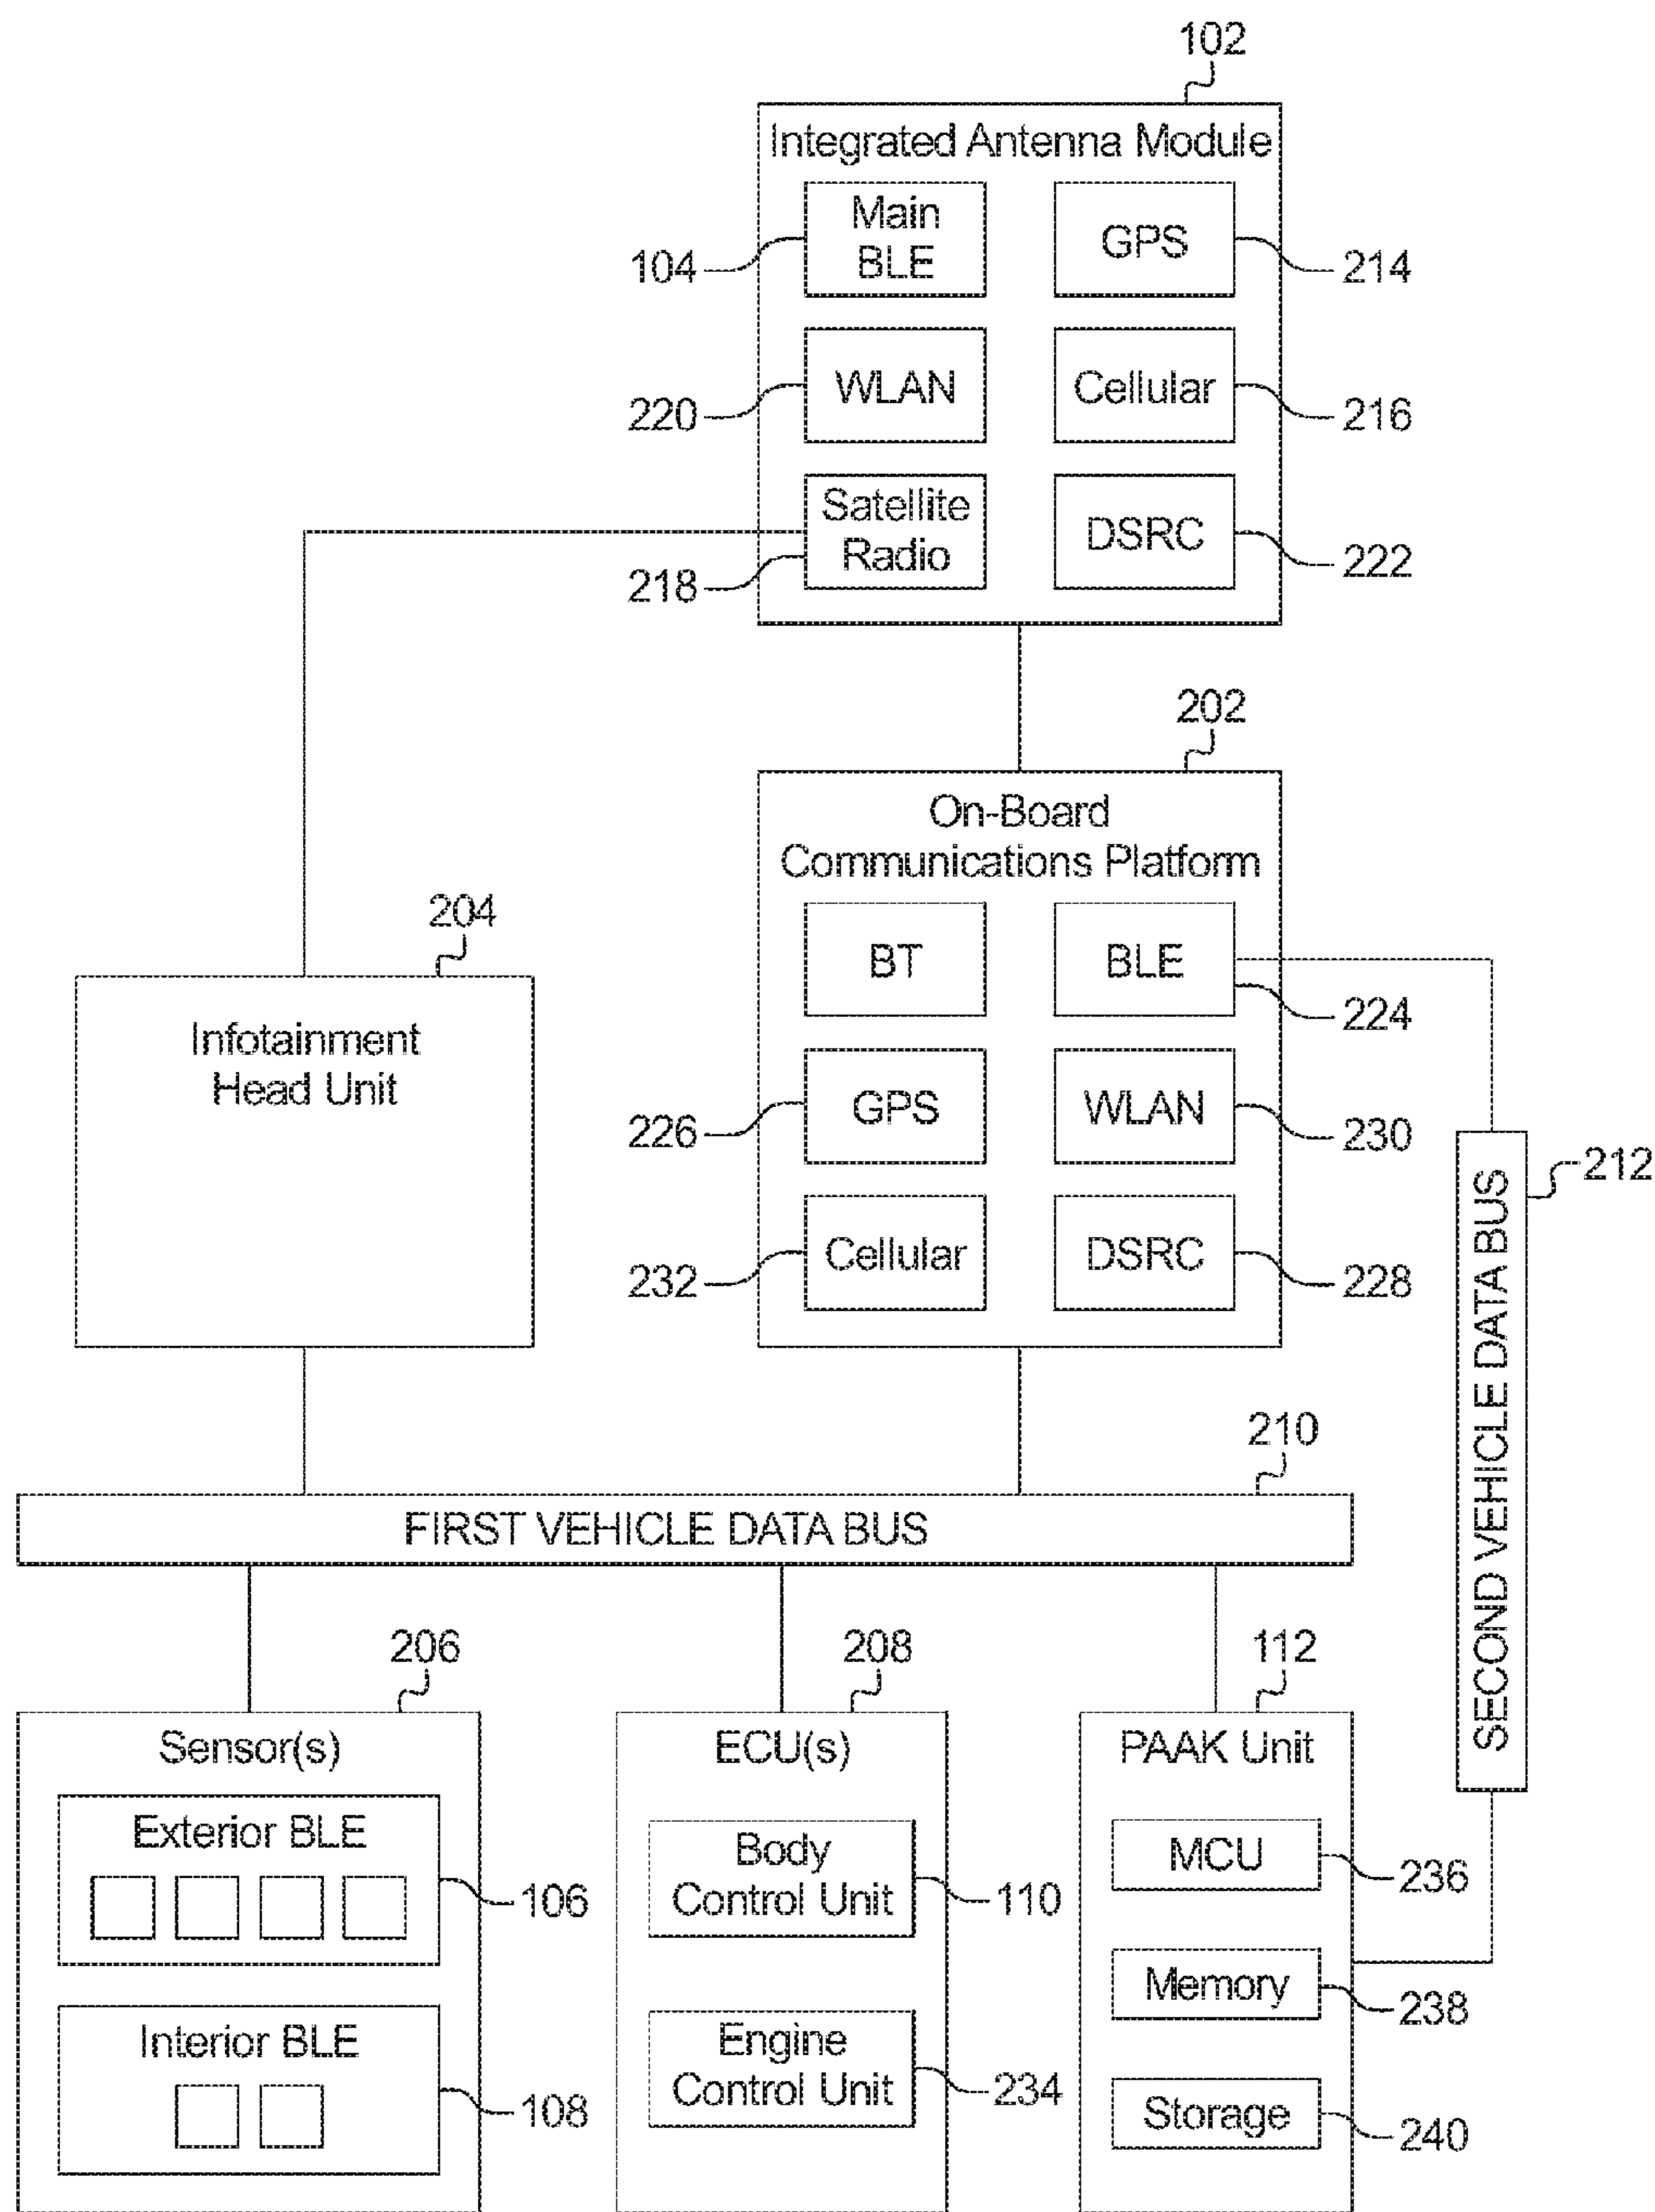 102
Integrated Antenna Module
Main
BLE
104
GPS
214
WLAN
220
Cellular
216
Satellite
Radio
218
DSRC
222
202
On-Board
Communications Platform
BT
BLE
224
GPS
226
WLAN
230
Cellular
232
DSRC
228
204
Infotainment
Head Unit
212
SECOND VEHICLE DATA BUS
210
FIRST VEHICLE DATA BUS
206
Sensor(s)
Exterior BLE
106
Interior BLE
108
208
ECU(s)
Body
Control Unit
110
Engine
Control Unit
234
112
PAAK Unit
MCU
236
Memory
238
Storage
240